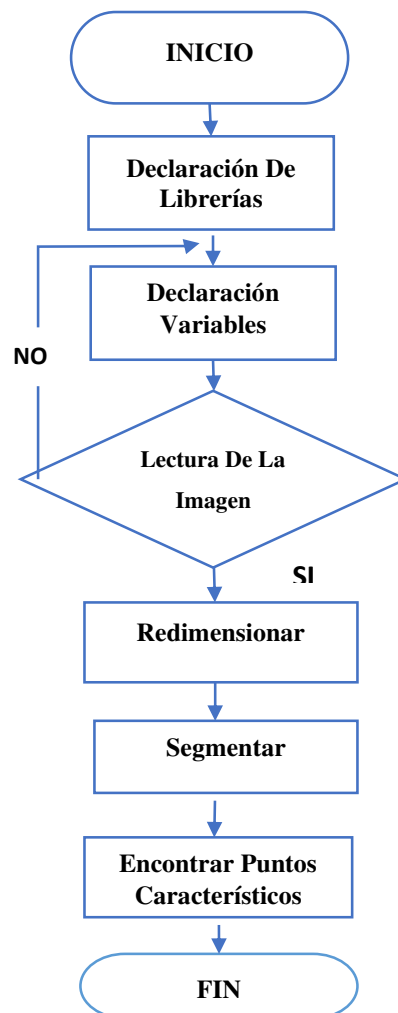 INICIO
Declaración De
Librerías
Declaración
Variables
NO
Lectura De La
Imagen
SI
Redimensionar
Segmentar
Encontrar Puntos
Característicos
FIN